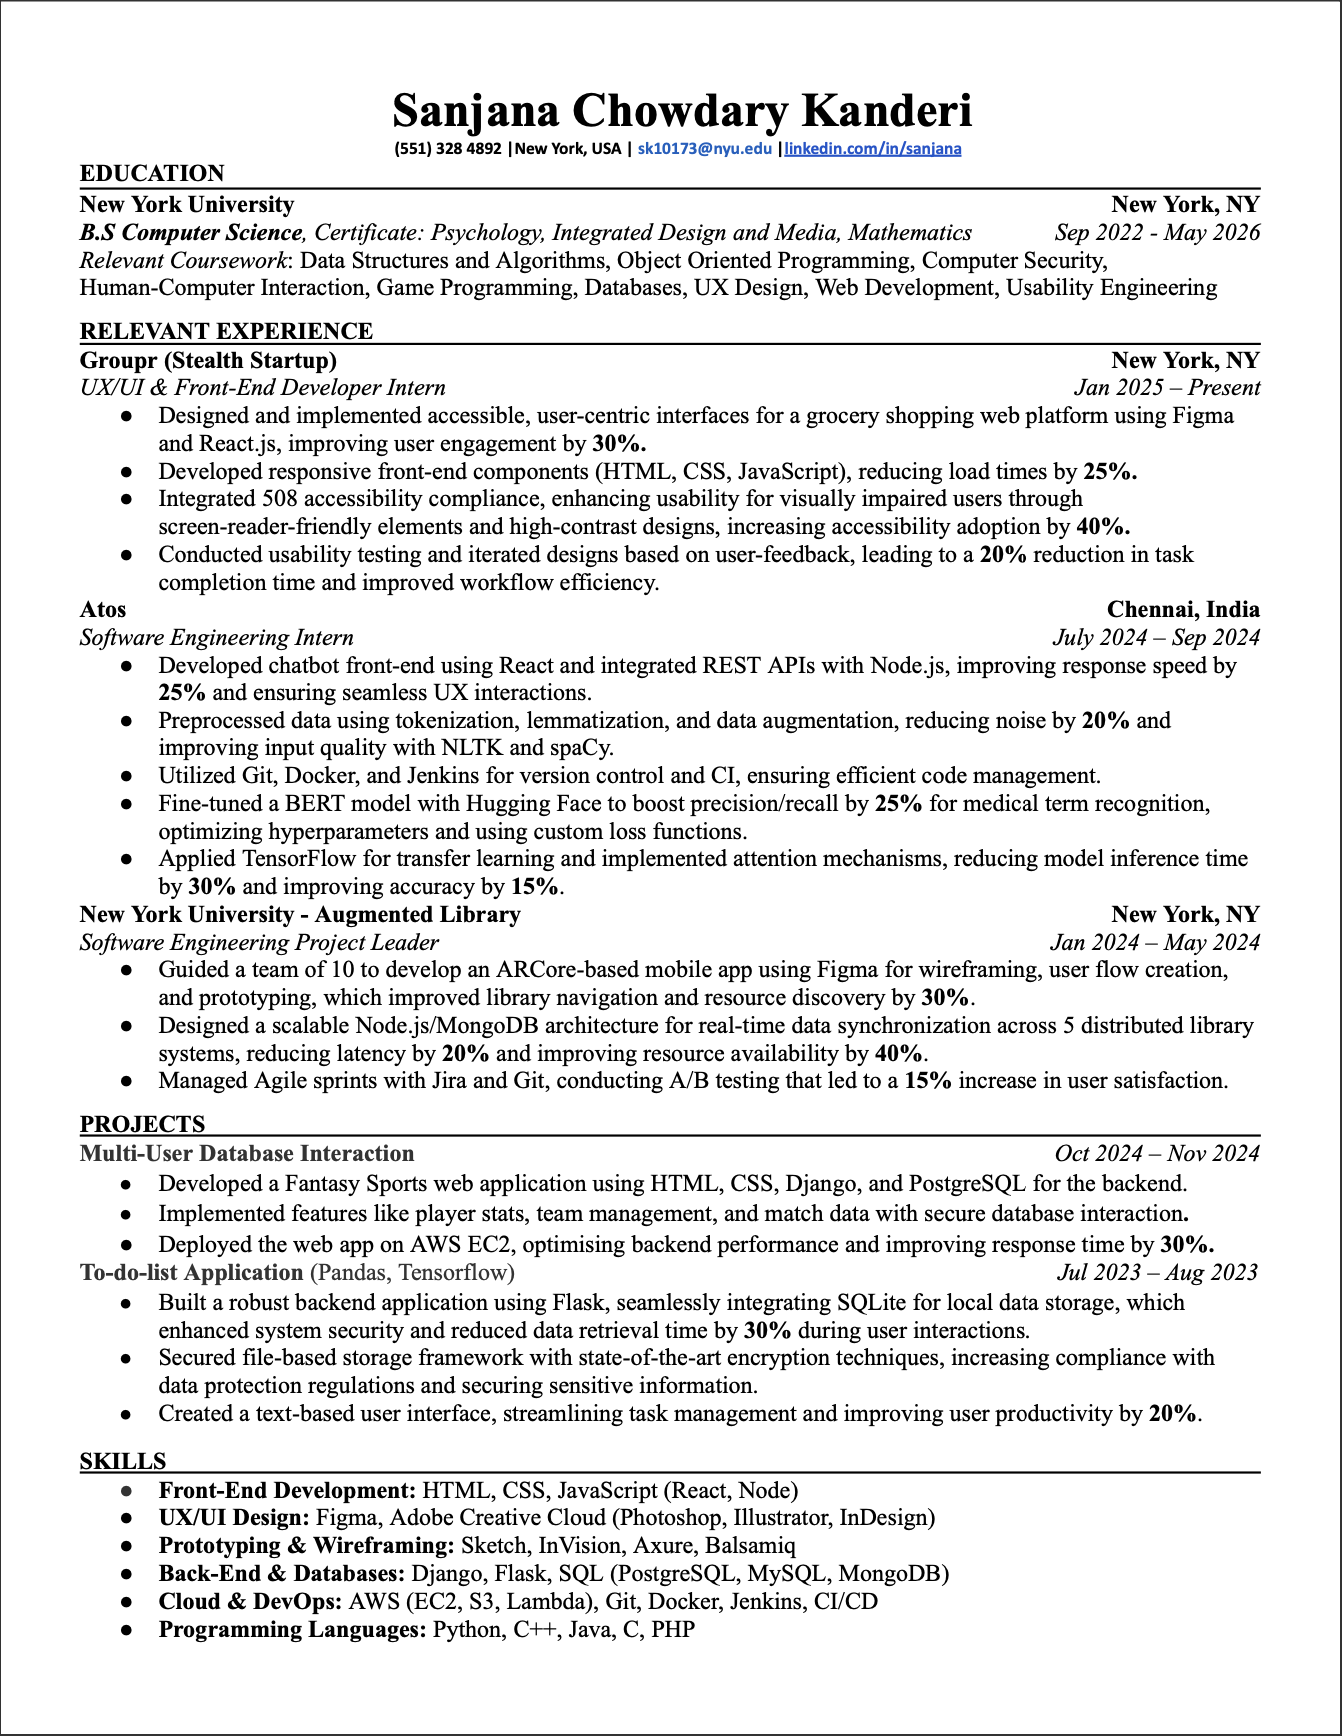 Sanjana Chowdary Kanderi
(551) 328 4892 |New York, USA | sk10173@nyu.edu |linkedin.com/in/sanjana
EDUCATION
New York University New York, NY
B.S Computer Science, Certificate: Psychology, Integrated Design and Media, Mathematics Sep 2022 - May 2026
Relevant Coursework: Data Structures and Algorithms, Object Oriented Programming, Computer Security,
Human-Computer Interaction, Game Programming, Databases, UX Design, Web Development, Usability Engineering
RELEVANT EXPERIENCE
Groupr (Stealth Startup) New York, NY
UX/UI & Front-End Developer Intern Jan 2025 – Present
● Designed and implemented accessible, user-centric interfaces for a grocery shopping web platform using Figma
and React.js, improving user engagement by 30%.
● Developed responsive front-end components (HTML, CSS, JavaScript), reducing load times by 25%.
● Integrated 508 accessibility compliance, enhancing usability for visually impaired users through
screen-reader-friendly elements and high-contrast designs, increasing accessibility adoption by 40%.
● Conducted usability testing and iterated designs based on user-feedback, leading to a 20% reduction in task
completion time and improved workflow efficiency.
Atos Chennai, India
Software Engineering Intern July 2024 – Sep 2024
● Developed chatbot front-end using React and integrated REST APIs with Node.js, improving response speed by
25% and ensuring seamless UX interactions.
● Preprocessed data using tokenization, lemmatization, and data augmentation, reducing noise by 20% and
improving input quality with NLTK and spaCy.
● Utilized Git, Docker, and Jenkins for version control and CI, ensuring efficient code management.
● Fine-tuned a BERT model with Hugging Face to boost precision/recall by 25% for medical term recognition,
optimizing hyperparameters and using custom loss functions.
● Applied TensorFlow for transfer learning and implemented attention mechanisms, reducing model inference time
by 30% and improving accuracy by 15%.
New York University - Augmented Library New York, NY
Software Engineering Project Leader Jan 2024 – May 2024
● Guided a team of 10 to develop an ARCore-based mobile app using Figma for wireframing, user flow creation,
and prototyping, which improved library navigation and resource discovery by 30%.
● Designed a scalable Node.js/MongoDB architecture for real-time data synchronization across 5 distributed library
systems, reducing latency by 20% and improving resource availability by 40%.
● Managed Agile sprints with Jira and Git, conducting A/B testing that led to a 15% increase in user satisfaction.
PROJECTS
Multi-User Database Interaction Oct 2024 – Nov 2024
● Developed a Fantasy Sports web application using HTML, CSS, Django, and PostgreSQL for the backend.
● Implemented features like player stats, team management, and match data with secure database interaction.
● Deployed the web app on AWS EC2, optimising backend performance and improving response time by 30%.
To-do-list Application (Pandas, Tensorflow) Jul 2023 – Aug 2023
● Built a robust backend application using Flask, seamlessly integrating SQLite for local data storage, which
enhanced system security and reduced data retrieval time by 30% during user interactions.
● Secured file-based storage framework with state-of-the-art encryption techniques, increasing compliance with
data protection regulations and securing sensitive information.
● Created a text-based user interface, streamlining task management and improving user productivity by 20%.
SKILLS
● Front-End Development: HTML, CSS, JavaScript (React, Node)
● UX/UI Design: Figma, Adobe Creative Cloud (Photoshop, Illustrator, InDesign)
● Prototyping & Wireframing: Sketch, InVision, Axure, Balsamiq
● Back-End & Databases: Django, Flask, SQL (PostgreSQL, MySQL, MongoDB)
● Cloud & DevOps: AWS (EC2, S3, Lambda), Git, Docker, Jenkins, CI/CD
● Programming Languages: Python, C++, Java, C, PHP